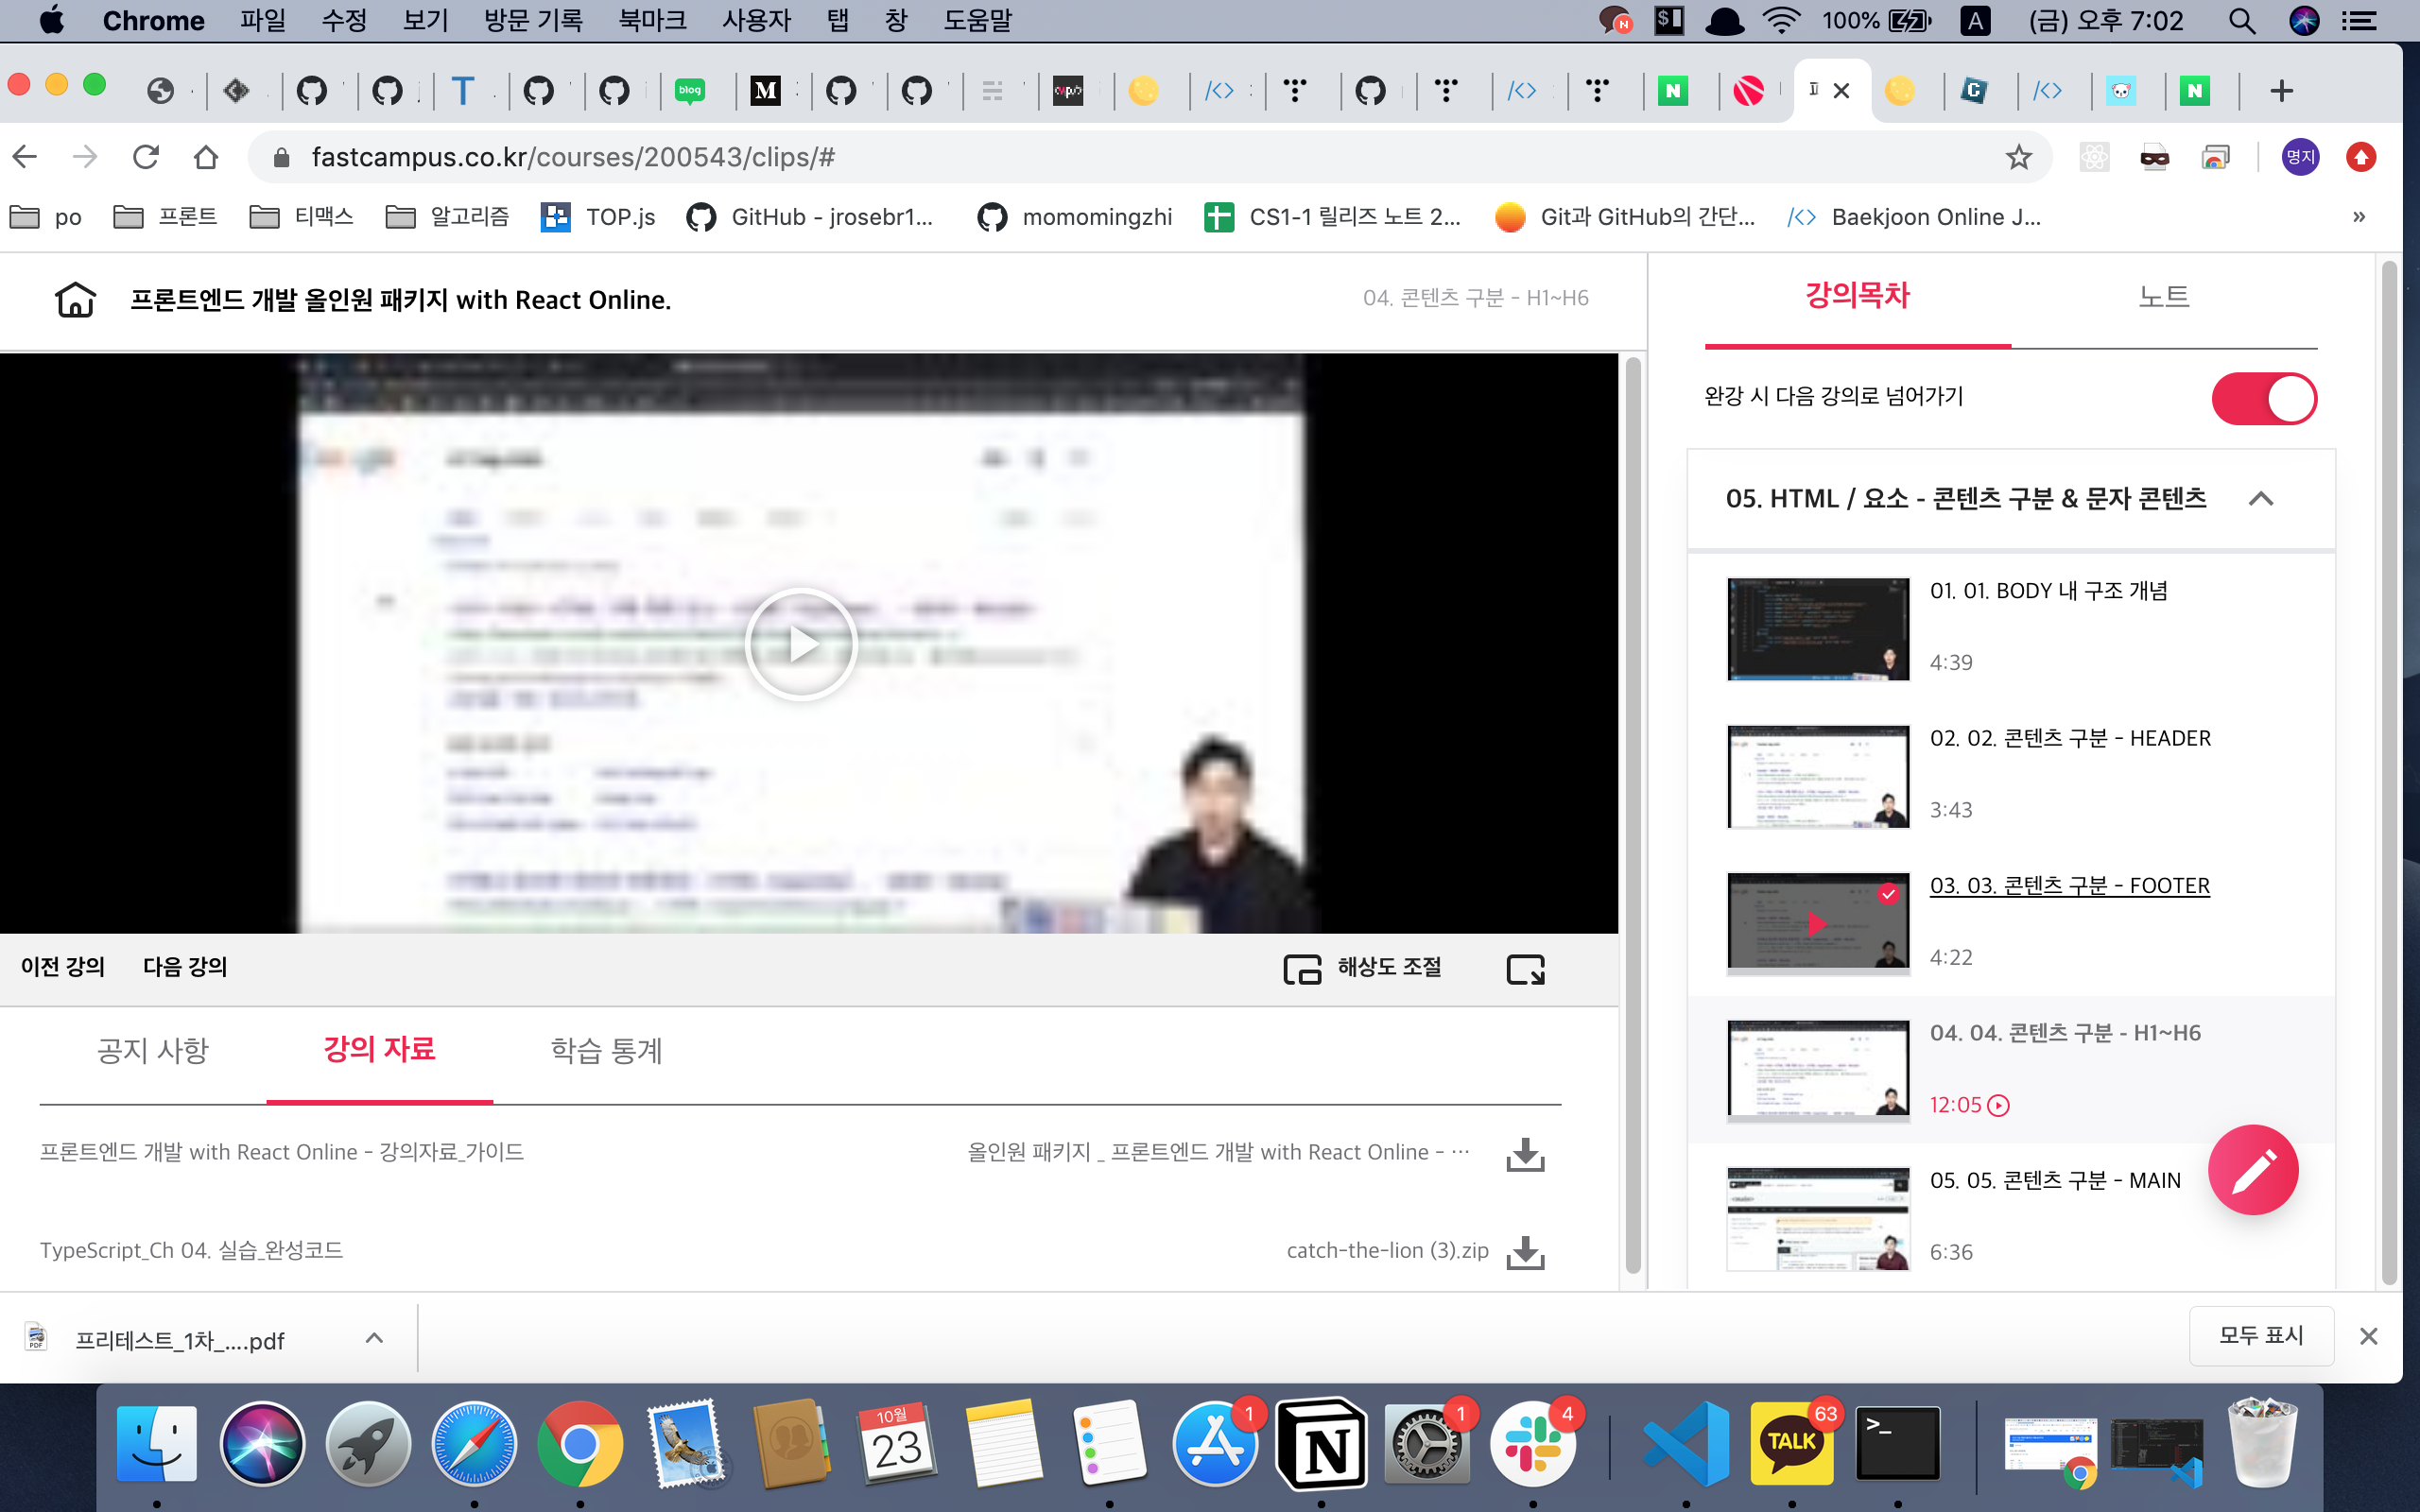 Chrome 파일 수정 보기 방문 기록 북마크 사용자 탭 창 도움말 100% A (금) 오후 7:02
fastcampus.co.kr/courses/200543/clips/# 명지
po 프론트 티맥스 알고리즘 TOP.js GitHub - jrosebr1... momomingzhi CS1-1 릴리즈 노트 2... Git과 GitHub의 간단... Baekjoon Online J... »
프론트엔드 개발 올인원 패키지 with React Online.
04. 콘텐츠 구분 - H1~H6
이전 강의 다음 강의 해상도 조절
공지 사항 강의 자료 학습 통계
프론트엔드 개발 with React Online - 강의자료_가이드 올인원 패키지 _ 프론트엔드 개발 with React Online - ···
TypeScript_Ch 04. 실습_완성코드 catch-the-lion (3).zip
강의목차 노트
완강 시 다음 강의로 넘어가기
05. HTML / 요소 - 콘텐츠 구분 & 문자 콘텐츠
01. 01. BODY 내 구조 개념
4:39
02. 02. 콘텐츠 구분 - HEADER
3:43
03. 03. 콘텐츠 구분 - FOOTER
4:22
04. 04. 콘텐츠 구분 - H1~H6
12:05
05. 05. 콘텐츠 구분 - MAIN
6:36
프리테스트_1차_....pdf
모두 표시
10월
23
1
1
4
TALK
63